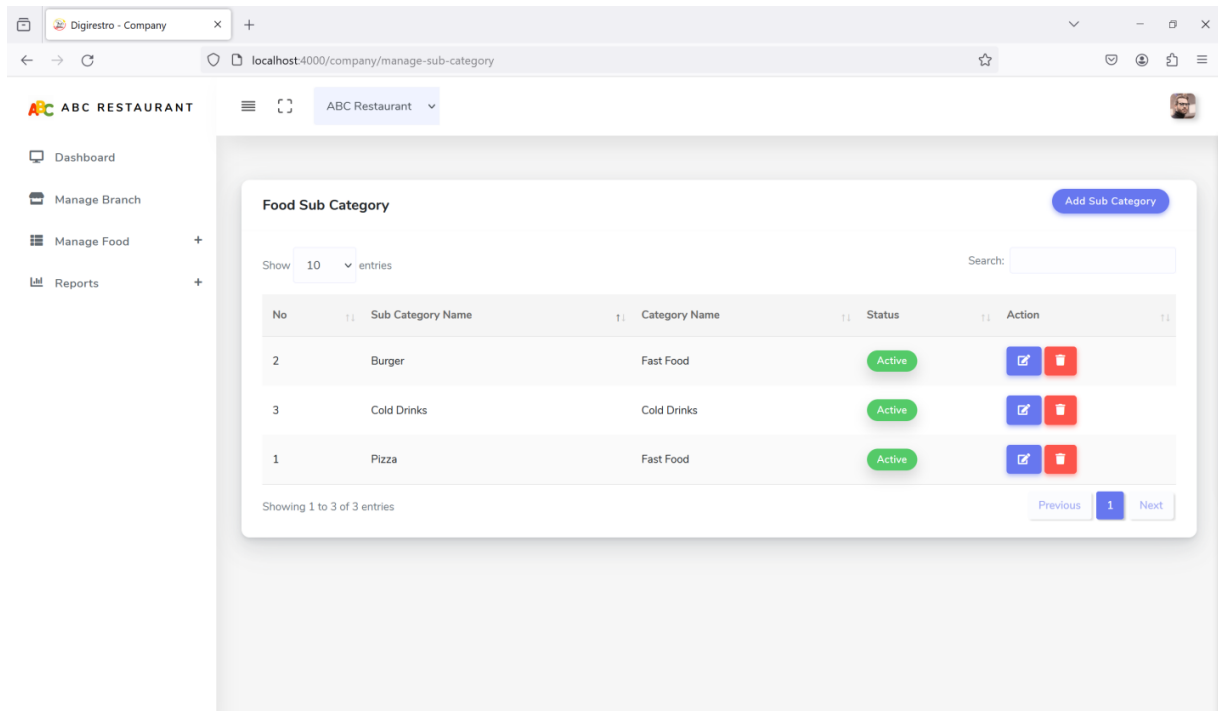 Digirestro - Company
localhost:4000/company/manage-sub-category
ABC ABC RESTAURANT
ABC Restaurant
Dashboard
Manage Branch
Manage Food +
Reports +
Food Sub Category
Add Sub Category
Show 10 entries
Search:
No Sub Category Name Category Name Status Action
2 Burger Fast Food Active
3 Cold Drinks Cold Drinks Active
1 Pizza Fast Food Active
Showing 1 to 3 of 3 entries
Previous 1 Next